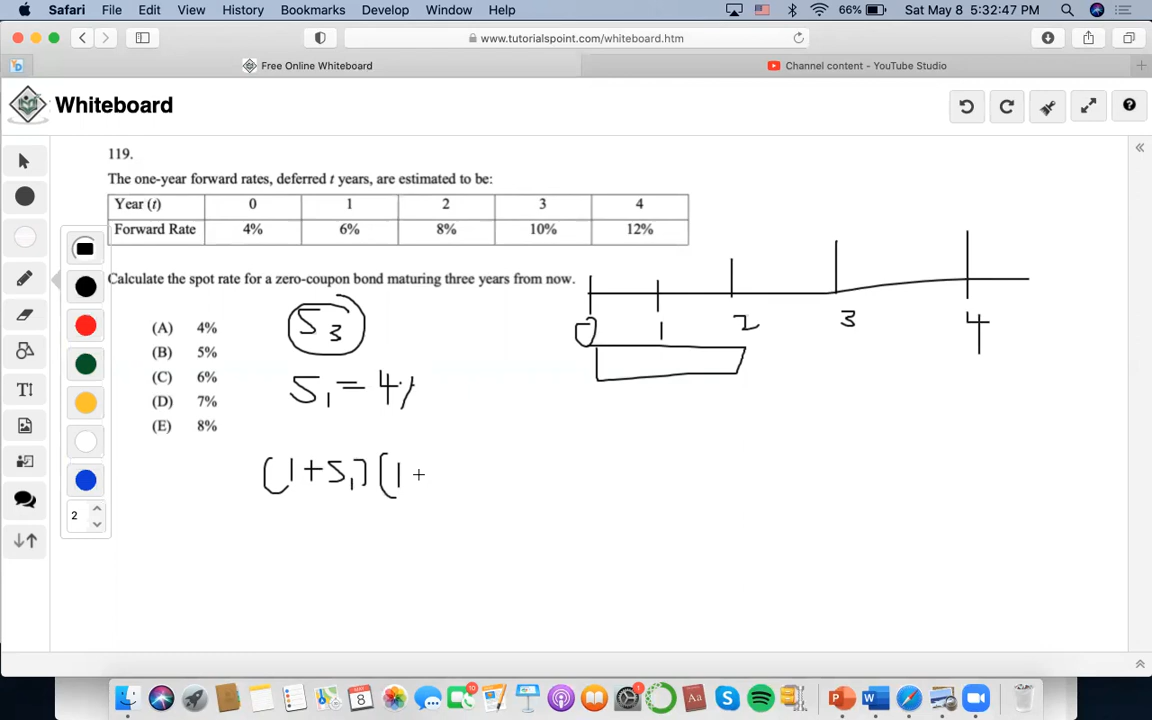 Safari File Edit View History Bookmarks Develop Window Help 66% Sat May 8 5:32:47 PM
www.tutorialspoint.com/whiteboard.htm
Free Online Whiteboard Channel content - YouTube Studio
Whiteboard
119.
The one-year forward rates, deferred t years, are estimated to be:
Year (t) 0 1 2 3 4
Forward Rate 4% 6% 8% 10% 12%
Calculate the spot rate for a zero-coupon bond maturing three years from now.
(A) 4%
(B) 5%
(C) 6%
(D) 7%
(E) 8%
S3
S1 = 4%
(1+S1)(1+
0 1 2 3 4
TI
2
10
8
1